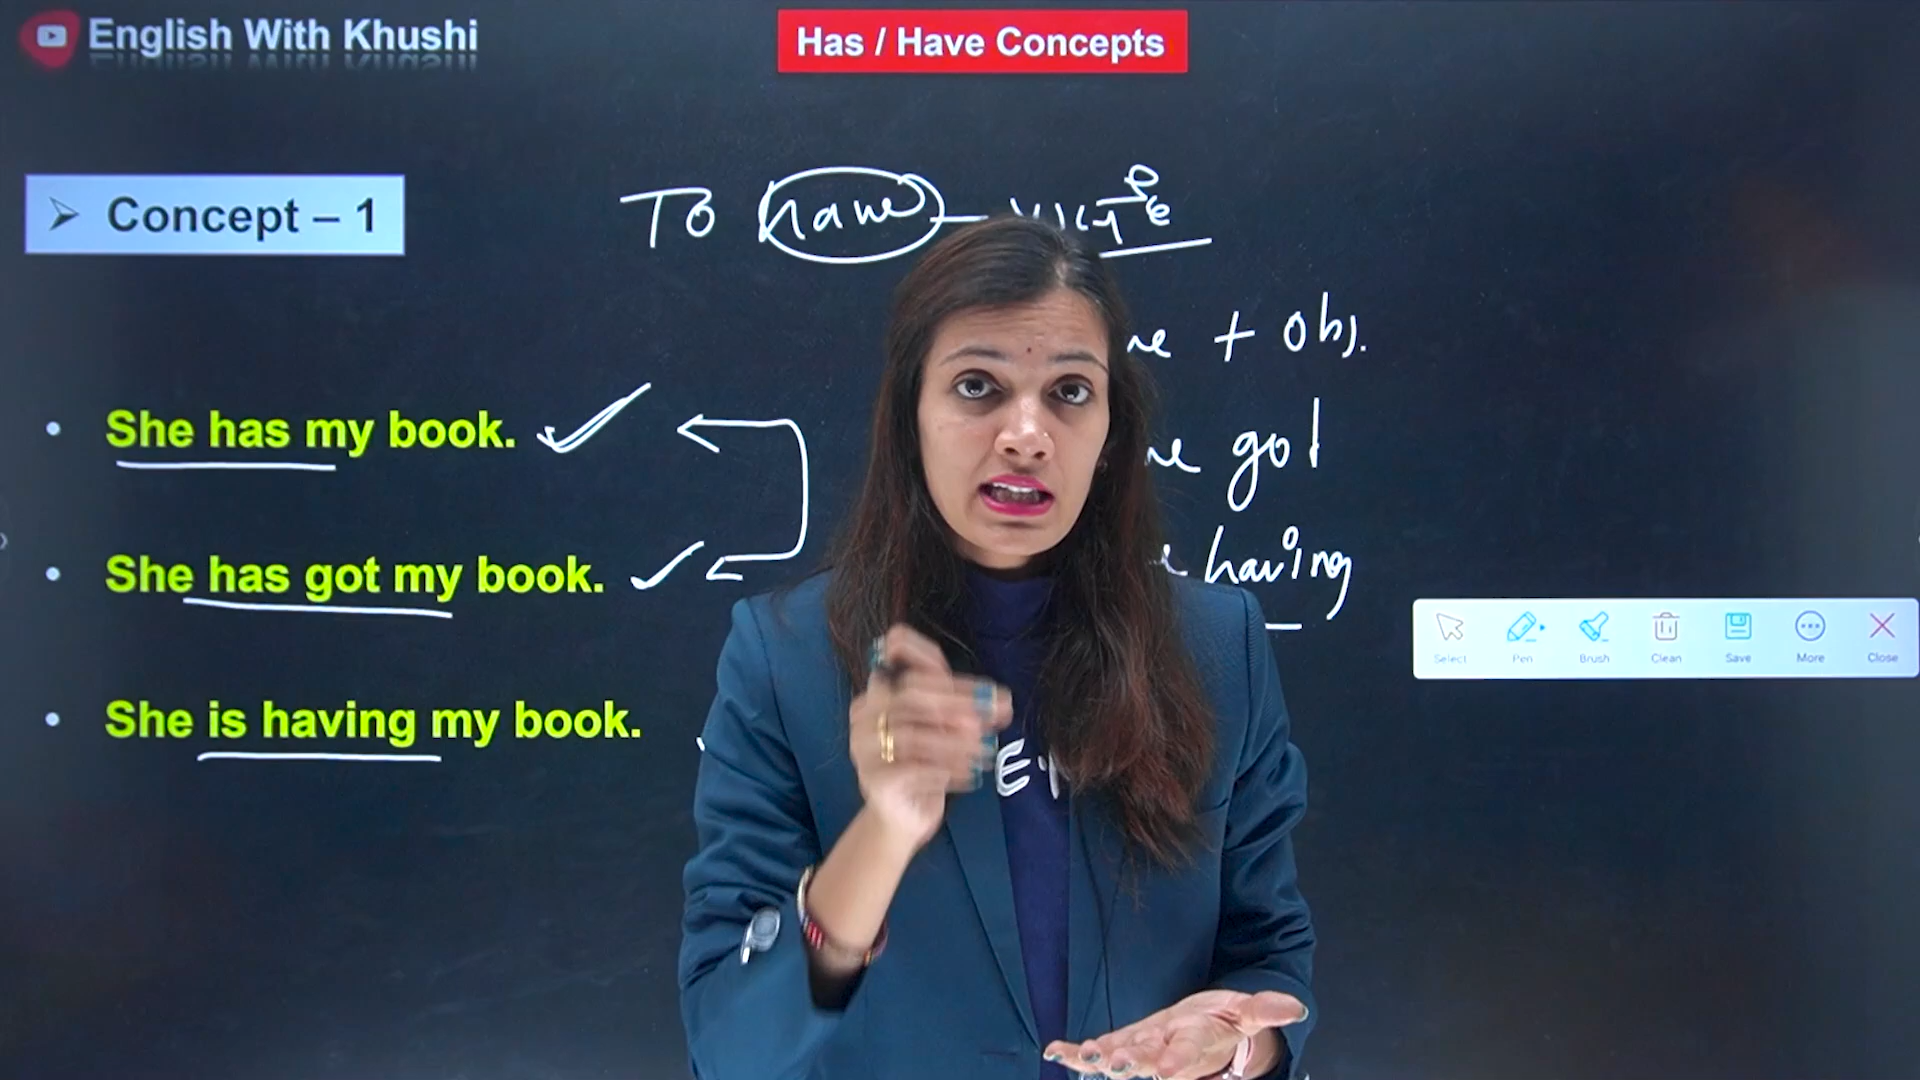 English With Khushi
Has / Have Concepts
➢ Concept – 1
To have –
+ Obj.
• She has my book.
got
• She has got my book.
having
• She is having my book.
Select Pen Brush Clean Save More Close